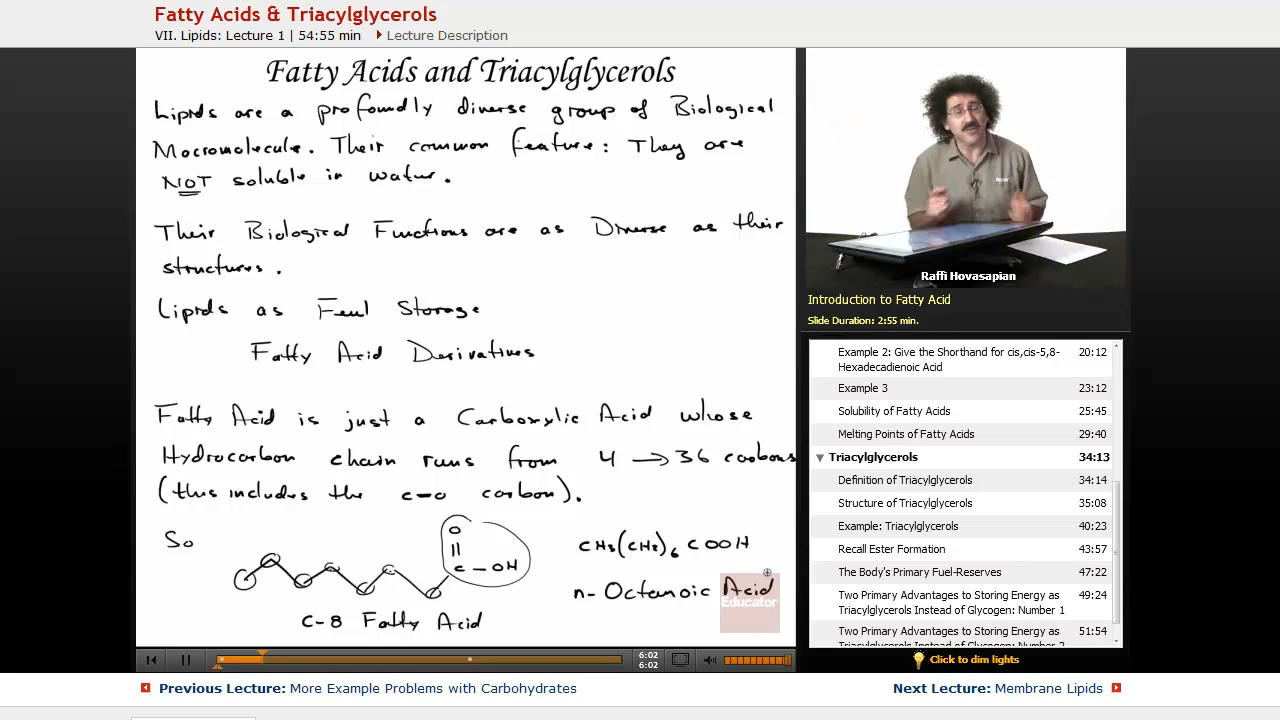 Fatty Acids & Triacylglycerols
VII. Lipids: Lecture 1 | 54:55 min
Lecture Description
Fatty Acids and Triacylglycerols
Lipids are a profoundly diverse group of Biological
Macromolecule. Their common feature: They are
NOT soluble in water.
Their Biological Functions are as Diverse as their
structures.
Lipids as Fuel Storage
Fatty Acid Derivatives
Fatty Acid is just a Carboxylic Acid whose
Hydrocarbon chain runs from 4 → 36 carbons
(this includes the c=o carbon).
So
O
||
C - OH
CH3(CH2)6 COOH
n- Octanoic Acid
Educator
C-8 Fatty Acid
Raffi Hovasapian
Introduction to Fatty Acid
Slide Duration: 2:55 min.
Example 2: Give the Shorthand for cis,cis-5,8- 20:12
Hexadecadienoic Acid
Example 3 23:12
Solubility of Fatty Acids 25:45
Melting Points of Fatty Acids 29:40
Triacylglycerols 34:13
Definition of Triacylglycerols 34:14
Structure of Triacylglycerols 35:08
Example: Triacylglycerols 40:23
Recall Ester Formation 43:57
The Body's Primary Fuel-Reserves 47:22
Two Primary Advantages to Storing Energy as 49:24
Triacylglycerols Instead of Glycogen: Number 1
Two Primary Advantages to Storing Energy as 51:54
Triacylglycerols Instead of Glycogen: Number 2
6:02
6:02
Click to dim lights
Previous Lecture: More Example Problems with Carbohydrates
Next Lecture: Membrane Lipids